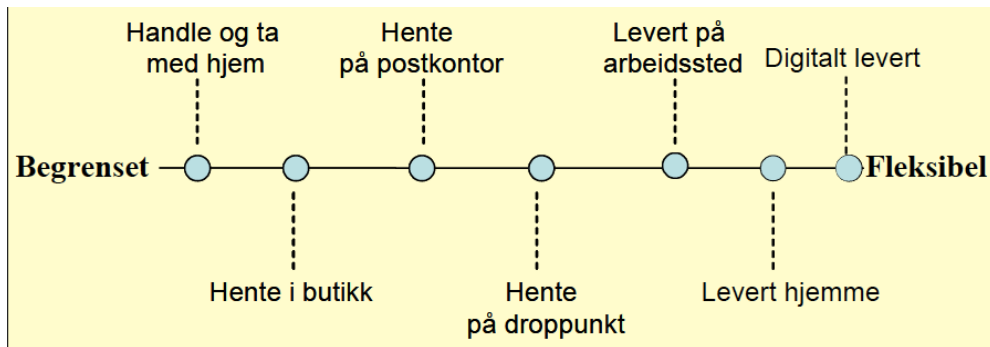 Handle og ta
med hjem
Hente
på postkontor
Levert på
arbeidssted
Digitalt levert
Begrenset
Fleksibel
Hente i butikk
Hente
på droppunkt
Levert hjemme